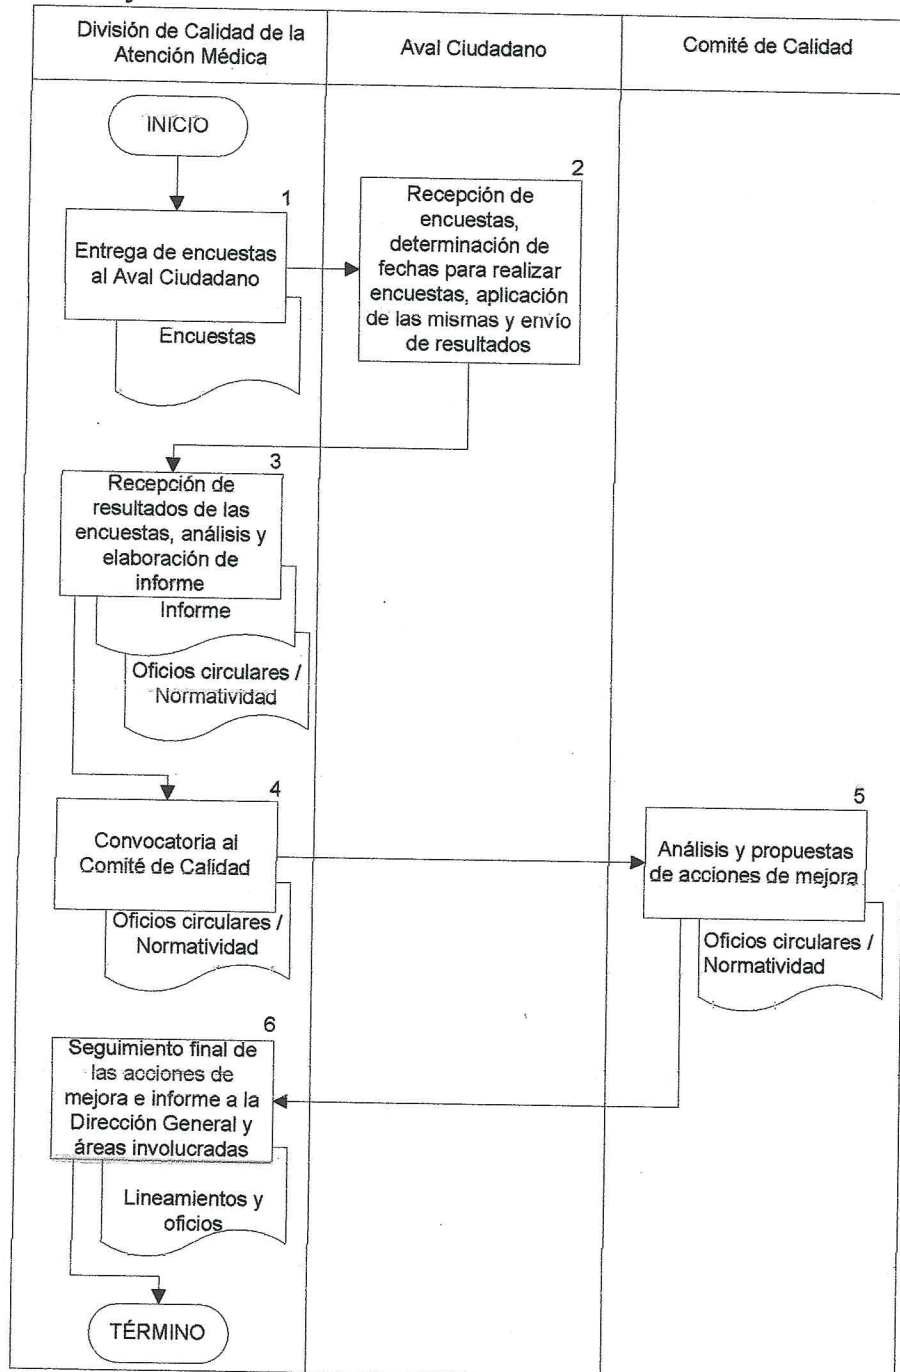 División de Calidad de la
Atención Médica
Aval Ciudadano
Comité de Calidad
INICIO
1
Entrega de encuestas
al Aval Ciudadano
Encuestas
2
Recepción de
encuestas,
determinación de
fechas para realizar
encuestas, aplicación
de las mismas y envío
de resultados
3
Recepción de
resultados de las
encuestas, análisis y
elaboración de
informe
Informe
Oficios circulares /
Normatividad
4
Convocatoria al
Comité de Calidad
Oficios circulares /
Normatividad
5
Análisis y propuestas
de acciones de mejora
Oficios circulares /
Normatividad
6
Seguimiento final de
las acciones de
mejora e informe a la
Dirección General y
áreas involucradas
Lineamientos y
oficios
TÉRMINO